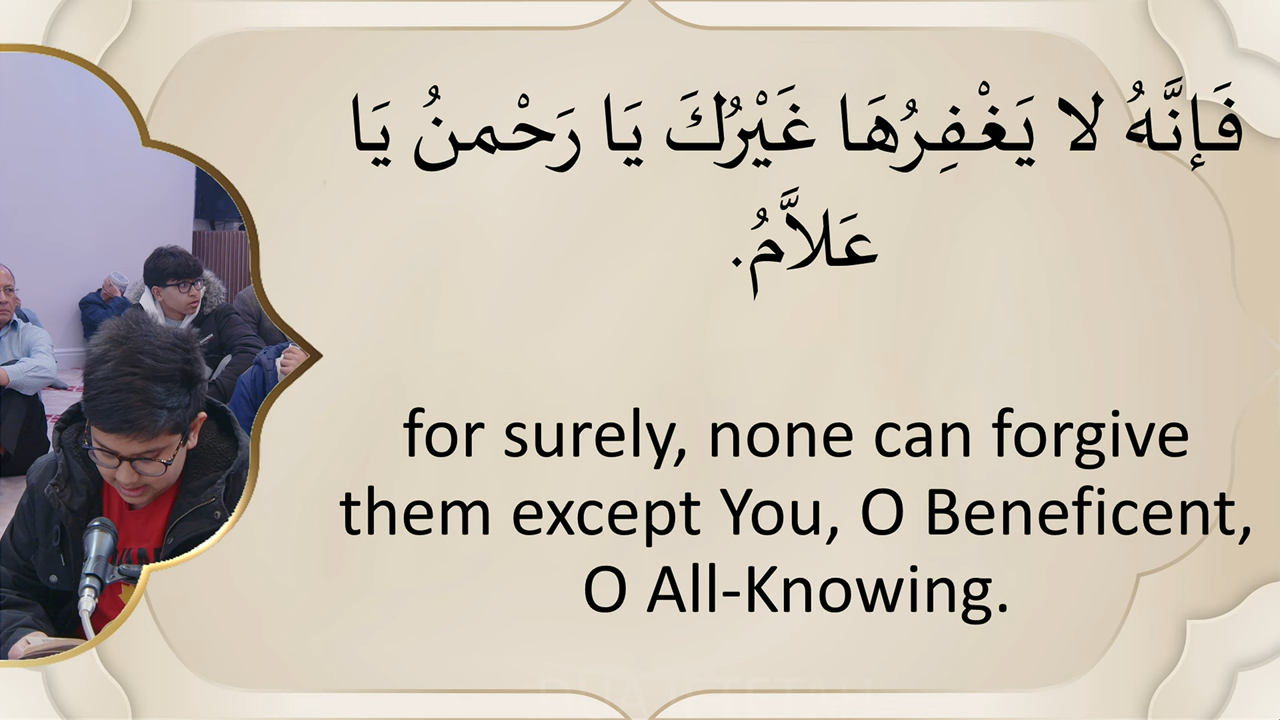 فَإِنَّهُ لا يَغْفِرُهَا غَيْرُكَ يَا رَحْمنُ يَا
عَلاَّمُ.
for surely, none can forgive
them except You, O Beneficent,
O All-Knowing.